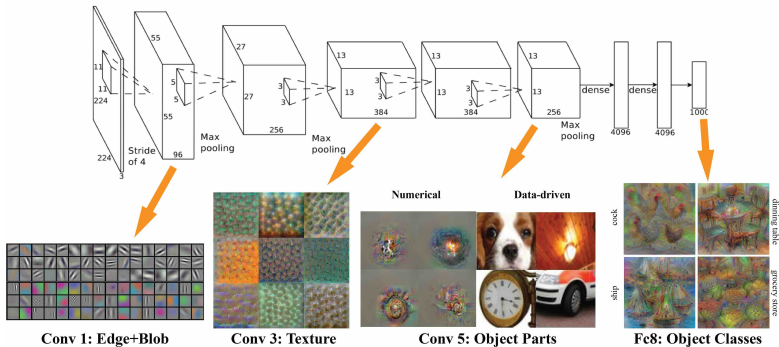 55
27
13
13
13
11
5
3
3
3
11
5
27
3
13
3
13
3
13
dense
dense
224
55
384
384
256
1000
Max
pooling
4096
4096
256
Max
pooling
Max
pooling
Stride
of 4
96
224
3
Numerical
Data-driven
cock
dinning table
ship
grocery store
Conv 1: Edge+Blob
Conv 3: Texture
Conv 5: Object Parts
Fc8: Object Classes